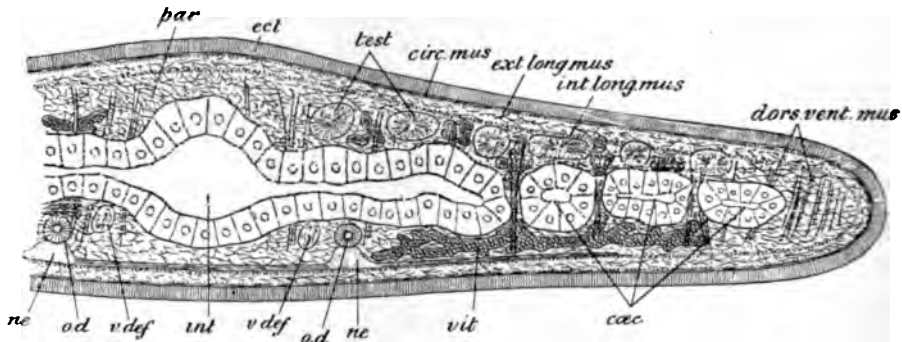 par
ect
test
circ. mus
ext long mus
int. long. mus
dors. vent. mus
ne
od
v def
int
v def
o.d
ne
vit
cæc